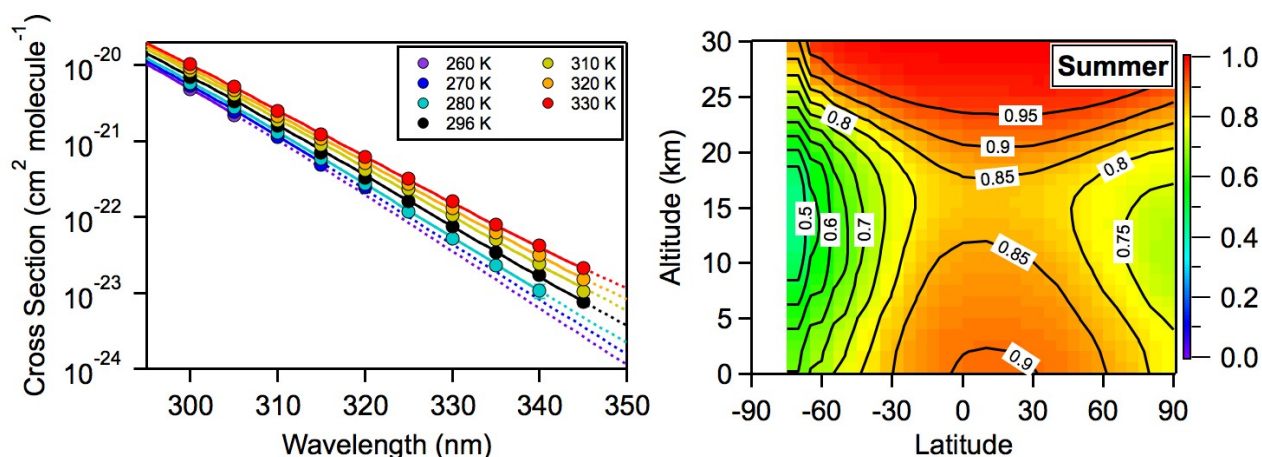 Cross Section (cm² molecule⁻¹)
10⁻²⁰
10⁻²¹
10⁻²²
10⁻²³
10⁻²⁴
260 K
270 K
280 K
296 K
310 K
320 K
330 K
300 310 320 330 340 350
Wavelength (nm)
Altitude (km)
30
25
20
15
10
5
0
Summer
0.95
0.9
0.85
0.8
0.8
0.5
0.6
0.7
0.75
0.85
0.9
-90 -60 -30 0 30 60 90
Latitude
1.0
0.8
0.6
0.4
0.2
0.0